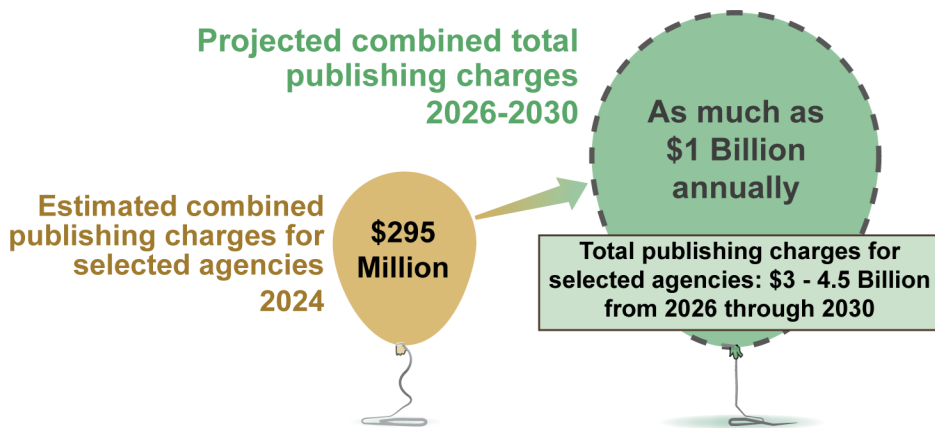 Projected combined total
publishing charges
2026-2030
As much as
$1 Billion
annually
Estimated combined
publishing charges for
selected agencies
2024
$295
Million
Total publishing charges for
selected agencies: $3 - 4.5 Billion
from 2026 through 2030